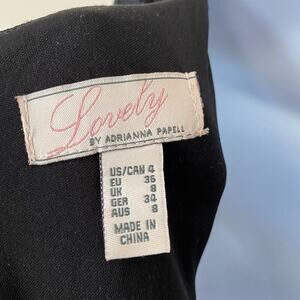 Lovely
BY ADRIANNA PAPELL
US/CAN 4
EU 36
UK 8
GER 34
AUS 8
MADE IN
CHINA